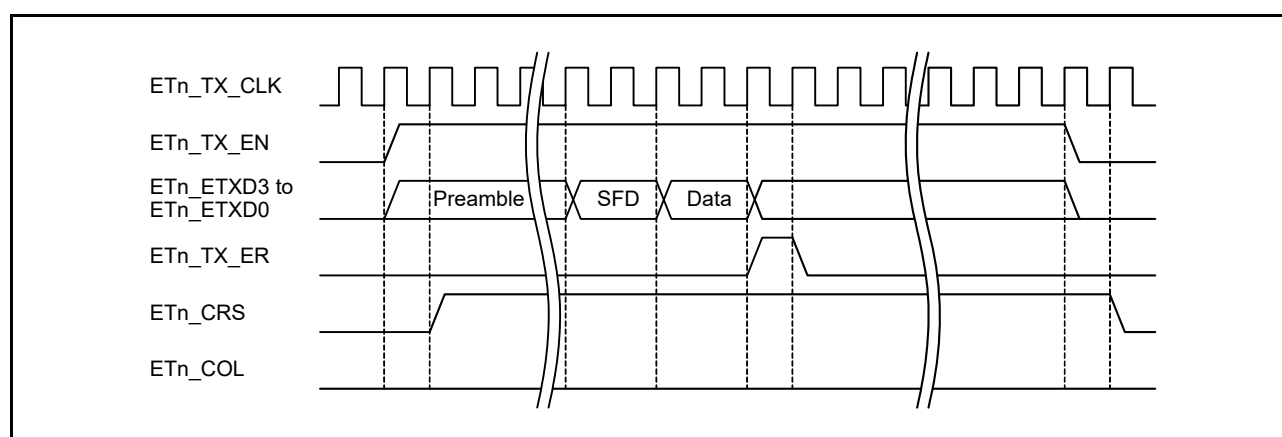 ETn_TX_CLK
ETn_TX_EN
ETn_ETXD3 to
ETn_ETXD0
Preamble SFD Data
ETn_TX_ER
ETn_CRS
ETn_COL